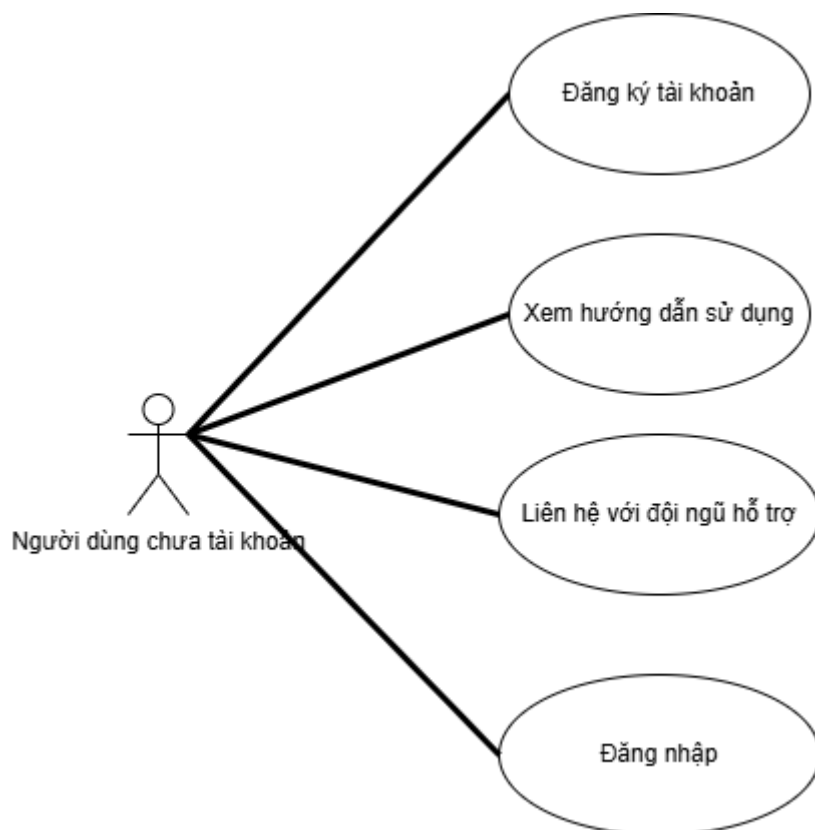 Đăng ký tài khoản
Xem hướng dẫn sử dụng
Liên hệ với đội ngũ hỗ trợ
Người dùng chưa tài khoản
Đăng nhập